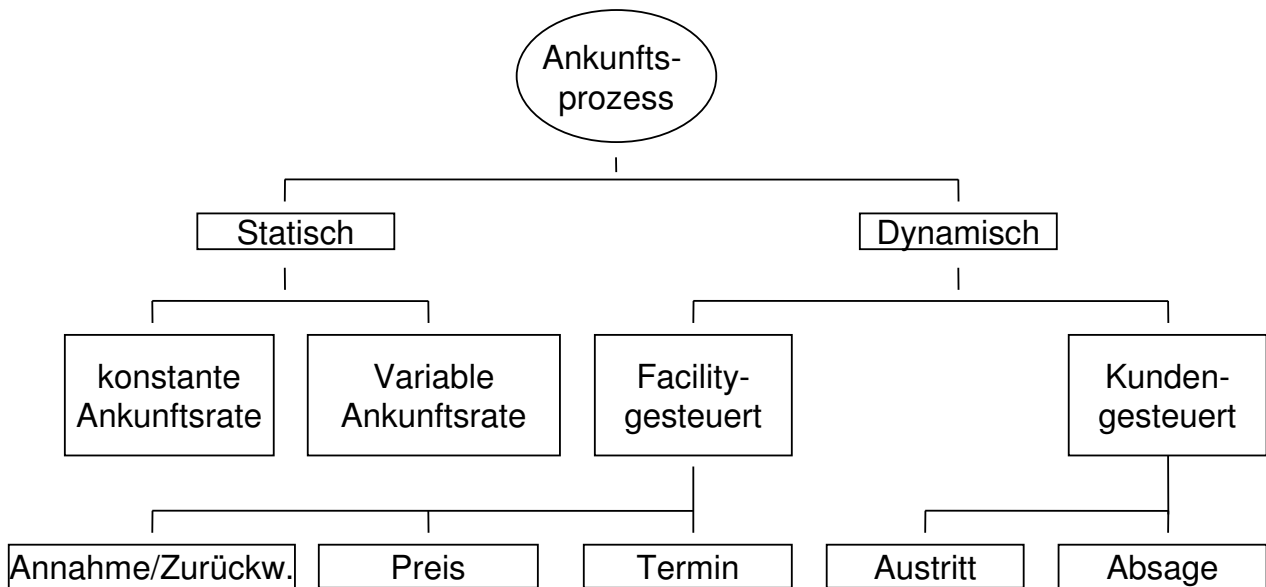 Ankunfts-
prozess
Statisch
Dynamisch
konstante
Ankunftsrate
Variable
Ankunftsrate
Facility-
gesteuert
Kunden-
gesteuert
Annahme/Zurückw.
Preis
Termin
Austritt
Absage